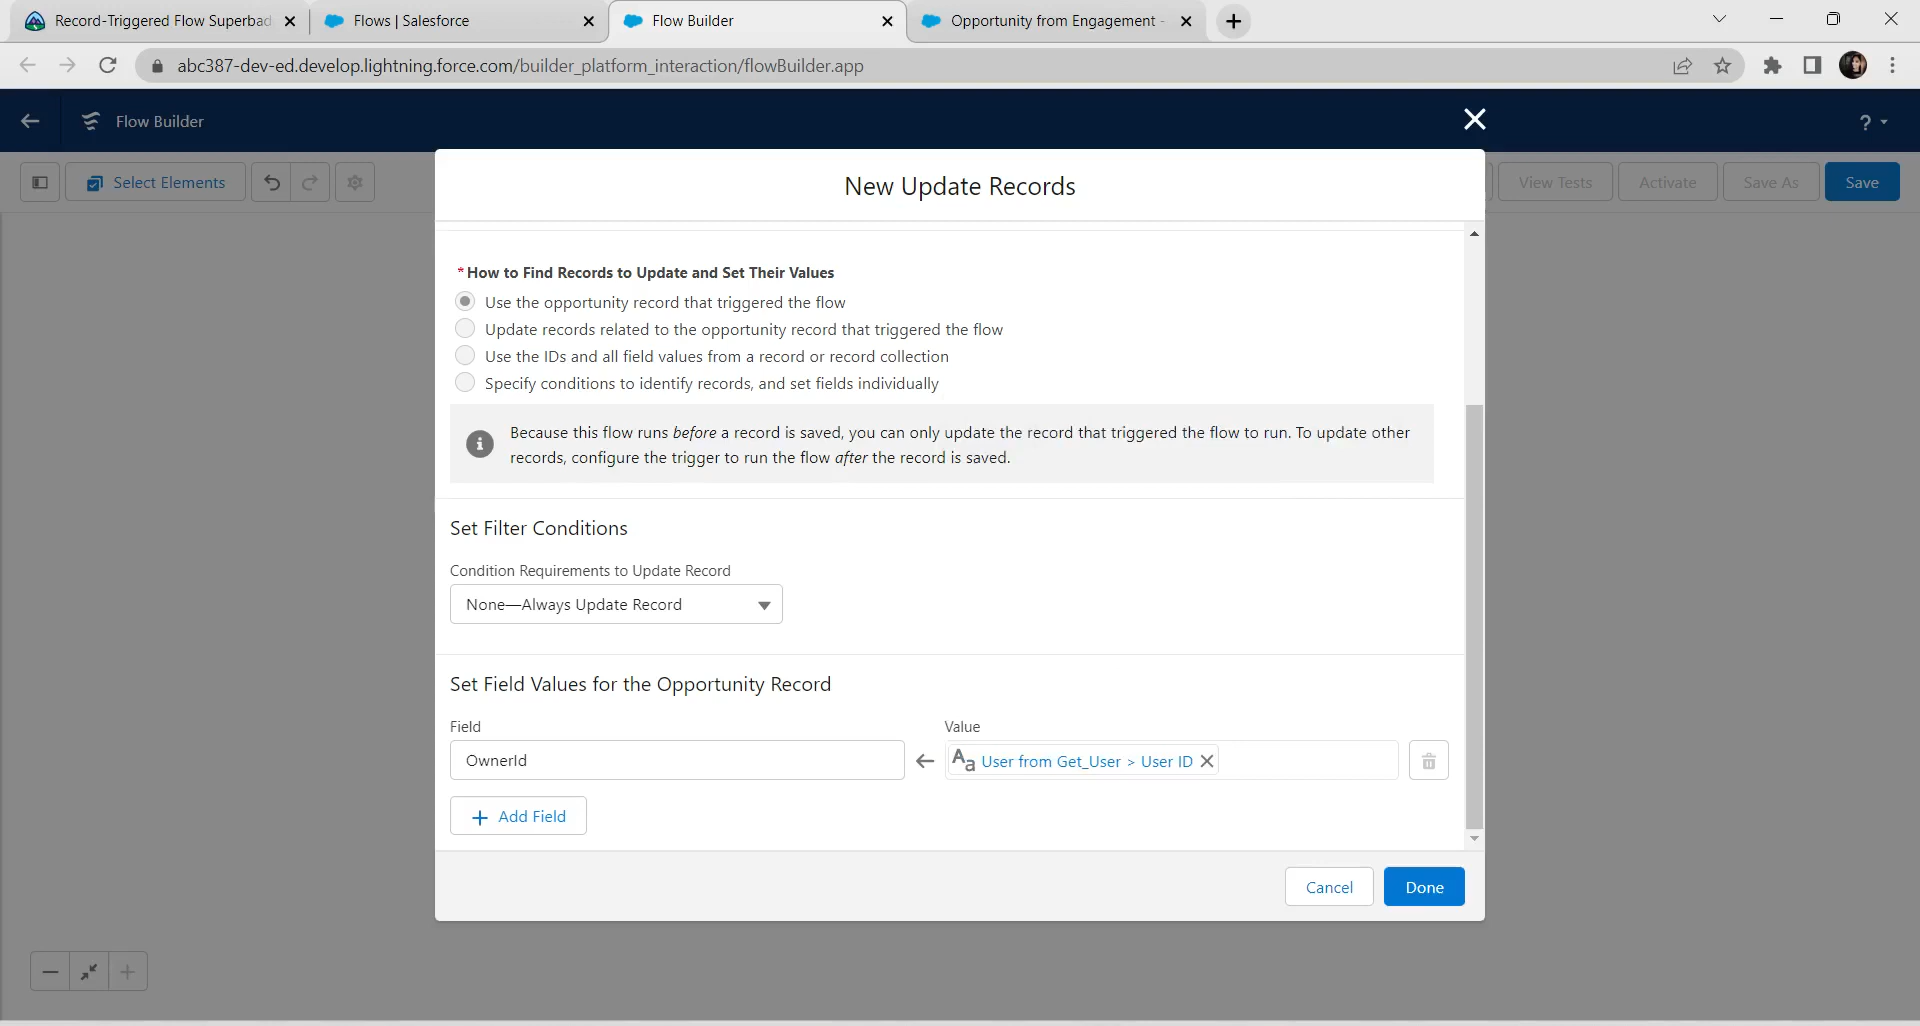 Record-Triggered Flow Superbad
Flows | Salesforce
Flow Builder
Opportunity from Engagement -
abc387-dev-ed.develop.lightning.force.com/builder_platform_interaction/flowBuilder.app
Flow Builder
?
Select Elements
View Tests
Activate
Save As
Save
New Update Records
*How to Find Records to Update and Set Their Values
Use the opportunity record that triggered the flow
Update records related to the opportunity record that triggered the flow
Use the IDs and all field values from a record or record collection
Specify conditions to identify records, and set fields individually
Because this flow runs before a record is saved, you can only update the record that triggered the flow to run. To update other
records, configure the trigger to run the flow after the record is saved.
Set Filter Conditions
Condition Requirements to Update Record
None—Always Update Record
Set Field Values for the Opportunity Record
Field
Value
OwnerId
Aa User from Get_User > User ID
+ Add Field
Cancel
Done